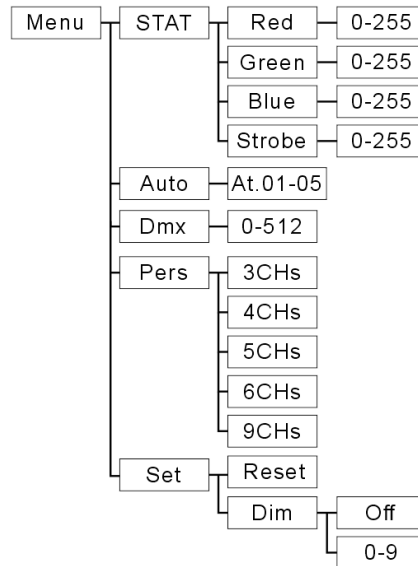 Menu STAT Red 0-255
Green 0-255
Blue 0-255
Strobe 0-255
Auto At.01-05
Dmx 0-512
Pers 3CHs
4CHs
5CHs
6CHs
9CHs
Set Reset
Dim Off
0-9